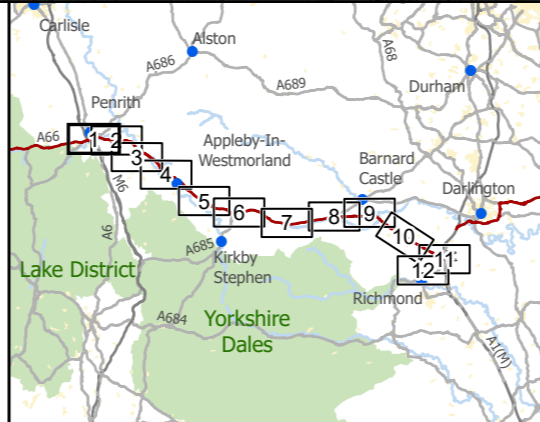 Carlisle
Alston
A686
A68
A689
Durham
Penrith
A66
1
2
3
4
5
6
7
8
9
10
11
12
Appleby-In-
Westmorland
Barnard
Castle
Darlington
M6
A6
A685
Kirkby
Stephen
Lake District
Richmond
A684
Yorkshire
Dales
A1(M)